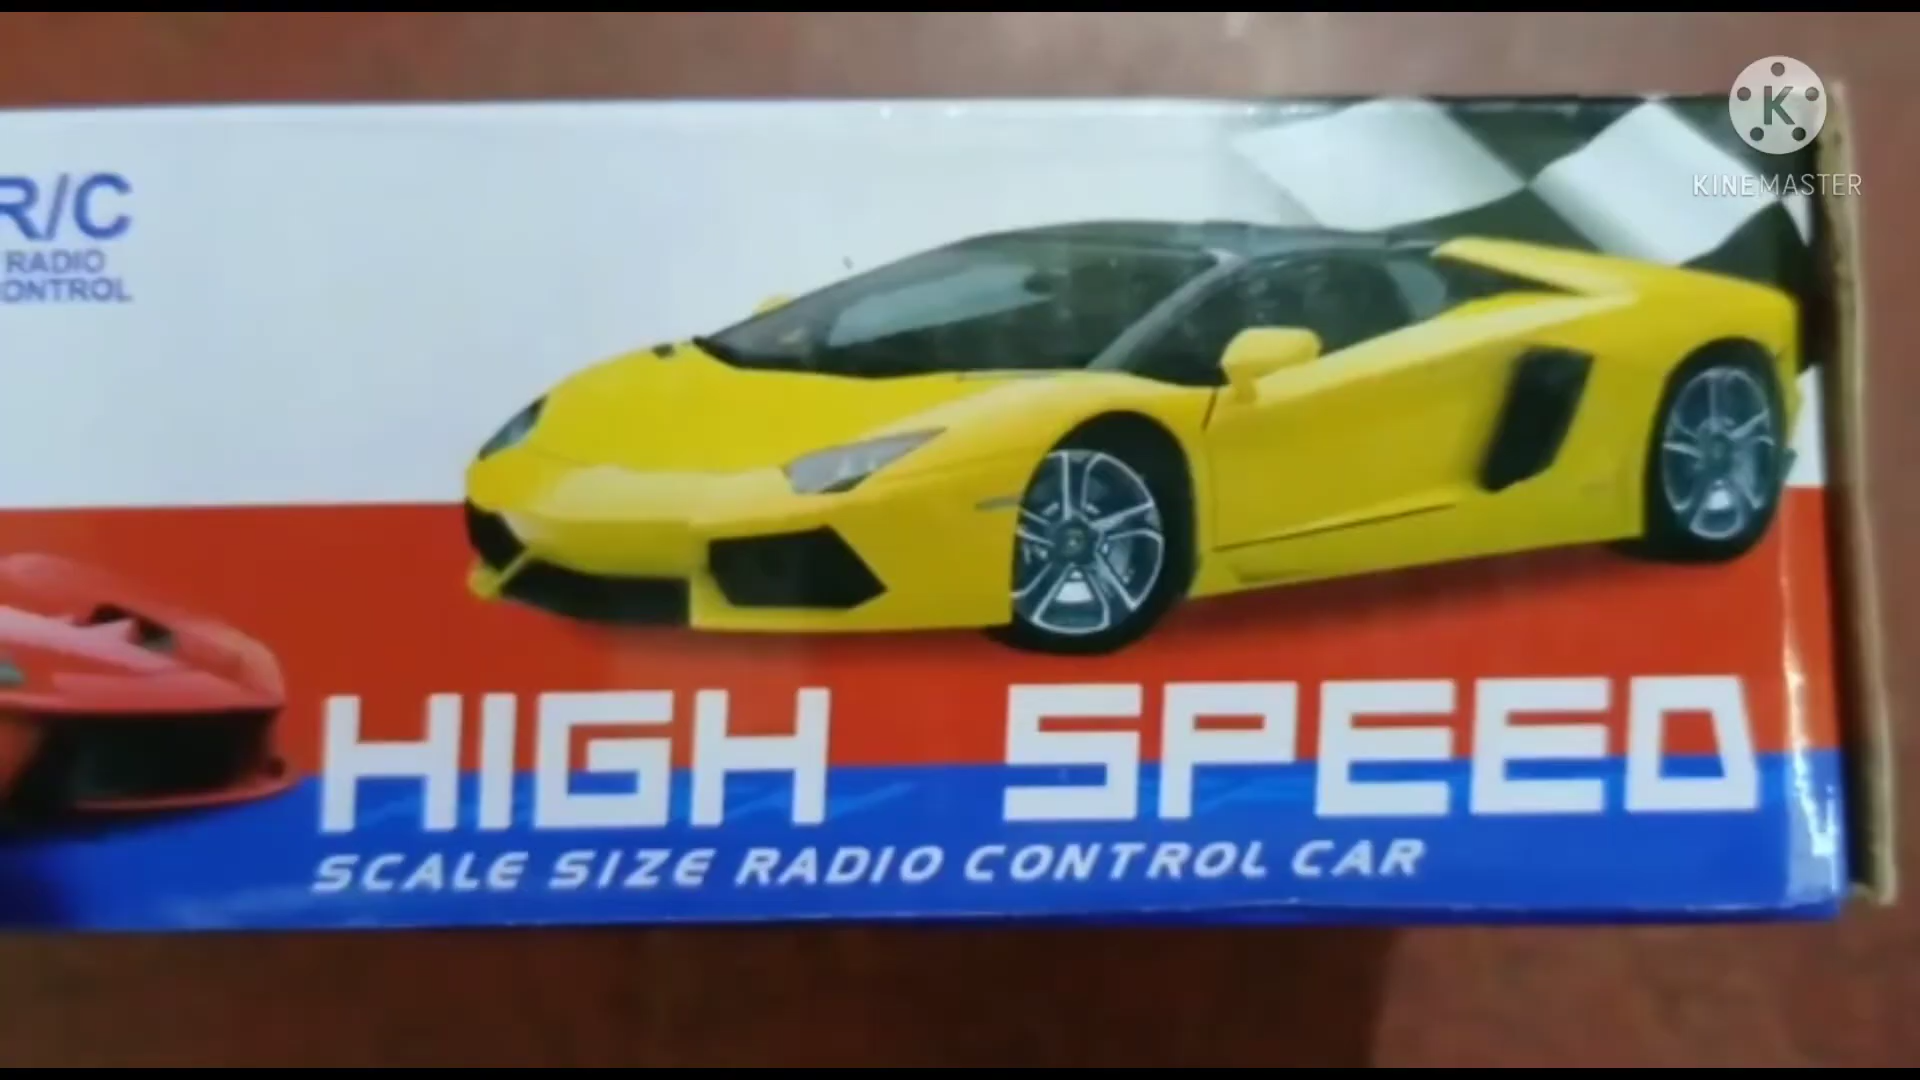 K
KINEMASTER
R/C
RADIO
ONTROL
HIGH SPEED
SCALE SIZE RADIO CONTROL CAR